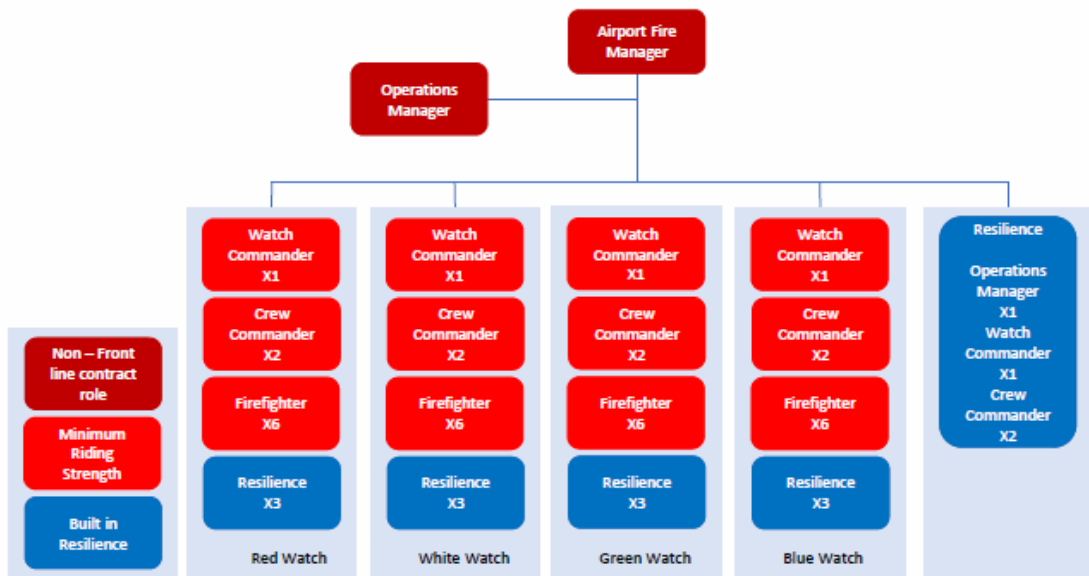 Airport Fire
Manager
Operations
Manager
Non – Front
line contract
role
Minimum
Riding
Strength
Built in
Resilience
Watch
Commander
X1
Crew
Commander
X2
Firefighter
X6
Resilience
X3
Red Watch
Watch
Commander
X1
Crew
Commander
X2
Firefighter
X6
Resilience
X3
White Watch
Watch
Commander
X1
Crew
Commander
X2
Firefighter
X6
Resilience
X3
Green Watch
Watch
Commander
X1
Crew
Commander
X2
Firefighter
X6
Resilience
X3
Blue Watch
Resilience
Operations
Manager
X1
Watch
Commander
X1
Crew
Commander
X2